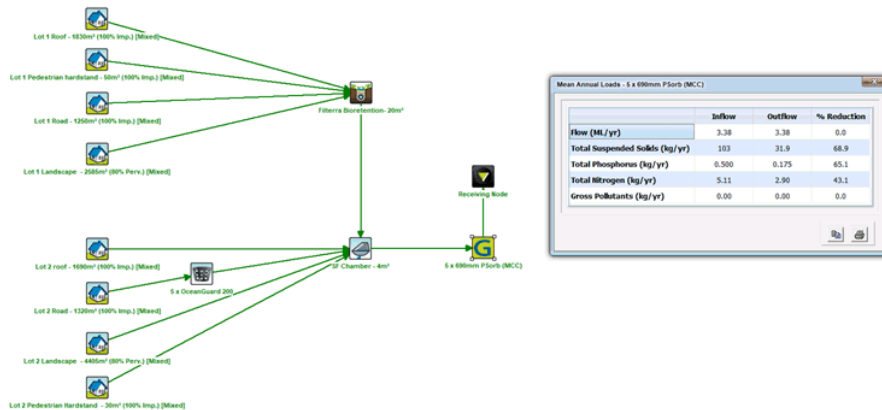 Lot 1 Roof - 1830m² (100% Imp.) [Mixed]
Lot 1 Pedestrian hardstand - 50m² (100% Imp.) [Mixed]
Lot 1 Road - 1250m² (100% Imp.) [Mixed]
Filterra Bioretention- 20m²
Lot 1 Landscape - 2585m² (80% Perv.) [Mixed]
Receiving Node
Lot 2 roof - 1690m² (100% Imp.) [Mixed]
SF Chamber - 4m²
G
5 x 690mm PSorb (MCC)
5 x OceanGuard 200
Lot 2 Road - 1320m² (100% Imp.) [Mixed]
Lot 2 Landscape - 4405m² (80% Perv.) [Mixed]
Lot 2 Pedestrian Hardstand - 30m² (100% Imp.) [Mixed]
Mean Annual Loads - 5 x 690mm PSorb (MCC)
Inflow Outflow % Reduction
Flow (ML/yr) 3.38 3.38 0.0
Total Suspended Solids (kg/yr) 103 31.9 68.9
Total Phosphorus (kg/yr) 0.500 0.175 65.1
Total Nitrogen (kg/yr) 5.11 2.90 43.1
Gross Pollutants (kg/yr) 0.00 0.00 0.0